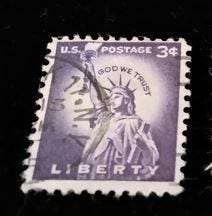 U.S. POSTAGE 3¢
IN GOD WE TRUST
LIBERTY